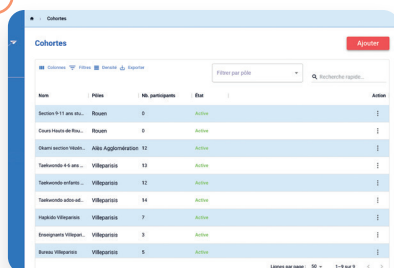 Cohortes
Cohortes
Ajouter
Colonnes Filtres Densité Exporter
Filtrer par pôle
Recherche rapide...
Nom Pôles Nb. participants État Action
Section 9-11 ans stu... Rouen 0 Active
Cours Hauts de Rou... Rouen 0 Active
Okami section Vézén... Alès Agglomération 12 Active
Taekwondo 4-6 ans ... Villeparisis 13 Active
Taekwondo enfants ... Villeparisis 12 Active
Taekwondo ados-ad... Villeparisis 14 Active
Hapkido Villeparisis Villeparisis 7 Active
Enseignants Villepari... Villeparisis 3 Active
Bureau Villeparisis Villeparisis 5 Active
Lignes par page : 50 1–9 sur 9